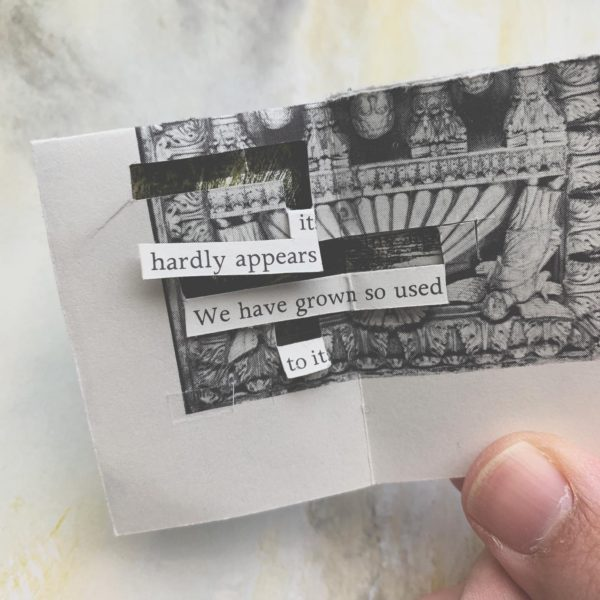 it
hardly appears
We have grown so used
to it